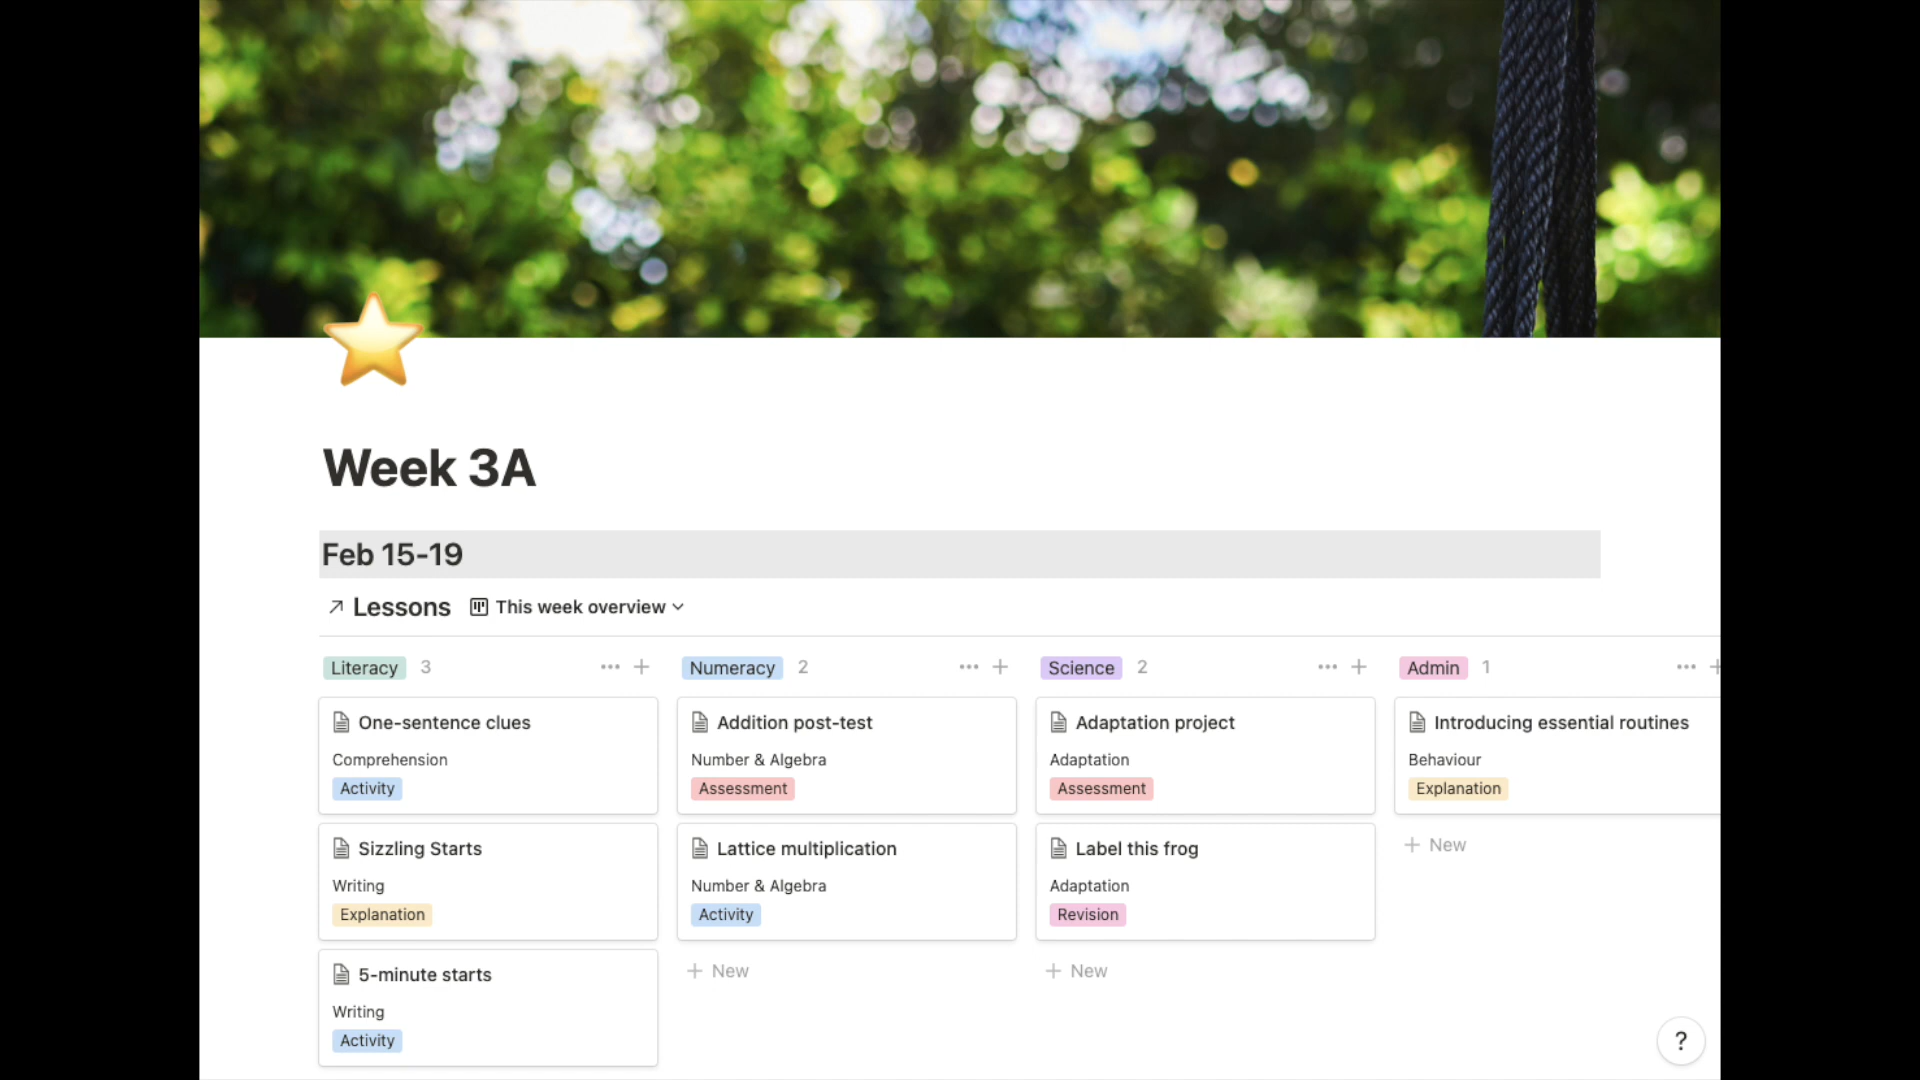 Week 3A
Feb 15-19
Lessons This week overview
Literacy 3
One-sentence clues
Comprehension
Activity
Sizzling Starts
Writing
Explanation
5-minute starts
Writing
Activity
Numeracy 2
Addition post-test
Number & Algebra
Assessment
Lattice multiplication
Number & Algebra
Activity
+ New
Science 2
Adaptation project
Adaptation
Assessment
Label this frog
Adaptation
Revision
+ New
Admin 1
Introducing essential routines
Behaviour
Explanation
+ New
?